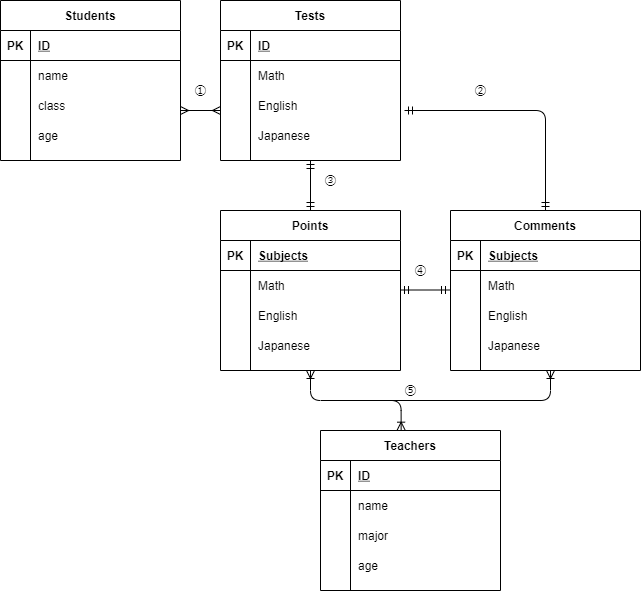 Students
PK ID
name
class
age
①
Tests
PK ID
Math
English
Japanese
②
③
Points
PK Subjects
Math
English
Japanese
④
Comments
PK Subjects
Math
English
Japanese
⑤
Teachers
PK ID
name
major
age